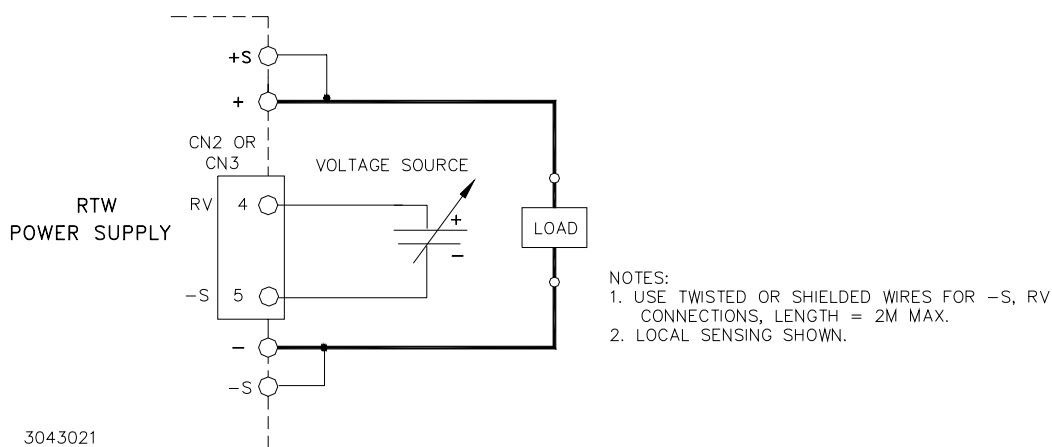 +S
+
CN2 OR
CN3
VOLTAGE SOURCE
RV 4
+
RTW
POWER SUPPLY
LOAD
−
−S 5
NOTES:
1. USE TWISTED OR SHIELDED WIRES FOR −S, RV
CONNECTIONS, LENGTH = 2M MAX.
2. LOCAL SENSING SHOWN.
−
−S
3043021